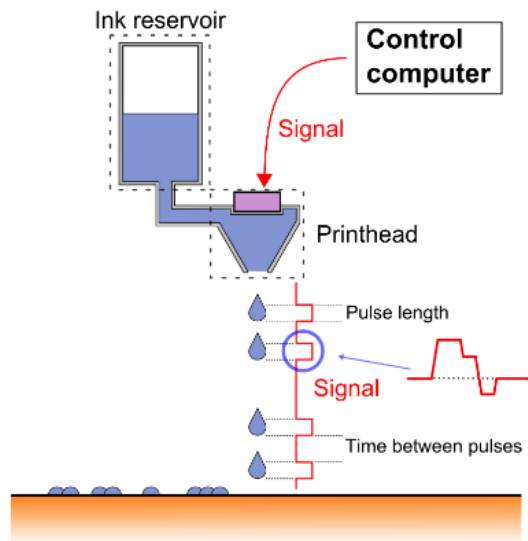 Ink reservoir
Control
computer
Signal
Printhead
Pulse length
Signal
Time between pulses